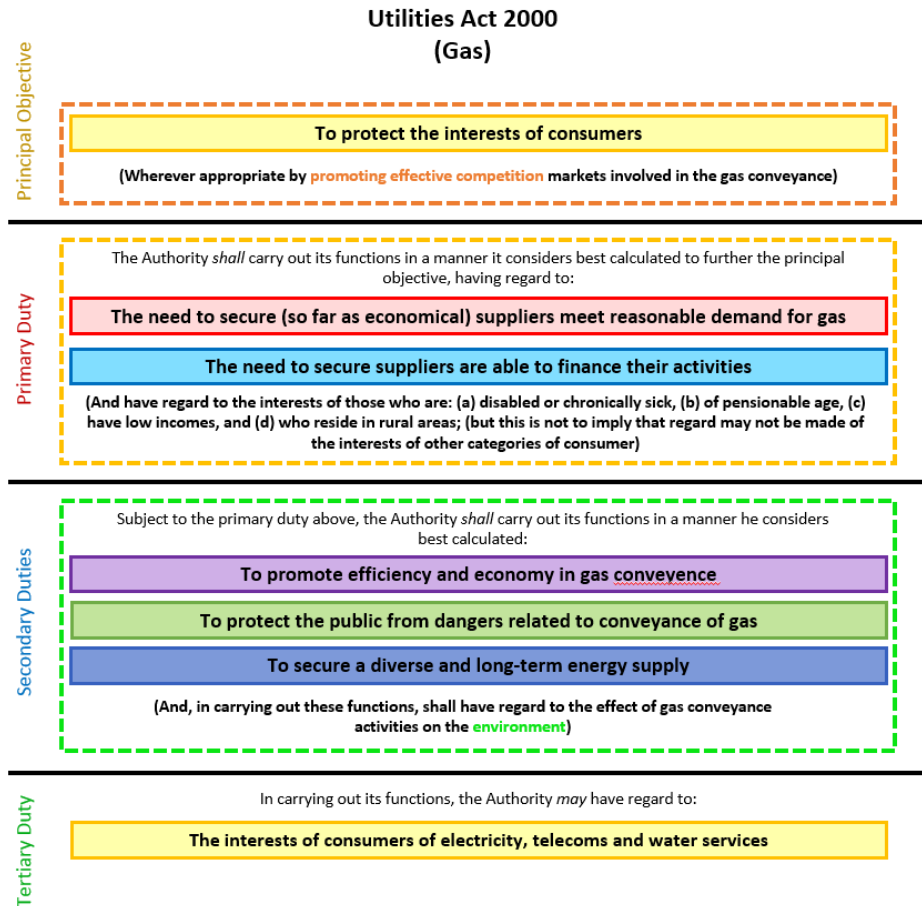 Utilities Act 2000
(Gas)
Principal Objective
To protect the interests of consumers
(Wherever appropriate by promoting effective competition markets involved in the gas conveyance)
Primary Duty
The Authority shall carry out its functions in a manner it considers best calculated to further the principal
objective, having regard to:
The need to secure (so far as economical) suppliers meet reasonable demand for gas
The need to secure suppliers are able to finance their activities
(And have regard to the interests of those who are: (a) disabled or chronically sick, (b) of pensionable age, (c)
have low incomes, and (d) who reside in rural areas; (but this is not to imply that regard may not be made of
the interests of other categories of consumer)
Secondary Duties
Subject to the primary duty above, the Authority shall carry out its functions in a manner he considers
best calculated:
To promote efficiency and economy in gas conveyence
To protect the public from dangers related to conveyance of gas
To secure a diverse and long-term energy supply
(And, in carrying out these functions, shall have regard to the effect of gas conveyance
activities on the environment)
Tertiary Duty
In carrying out its functions, the Authority may have regard to:
The interests of consumers of electricity, telecoms and water services